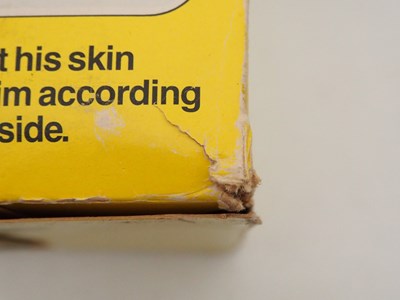 t his skin
im according
side.